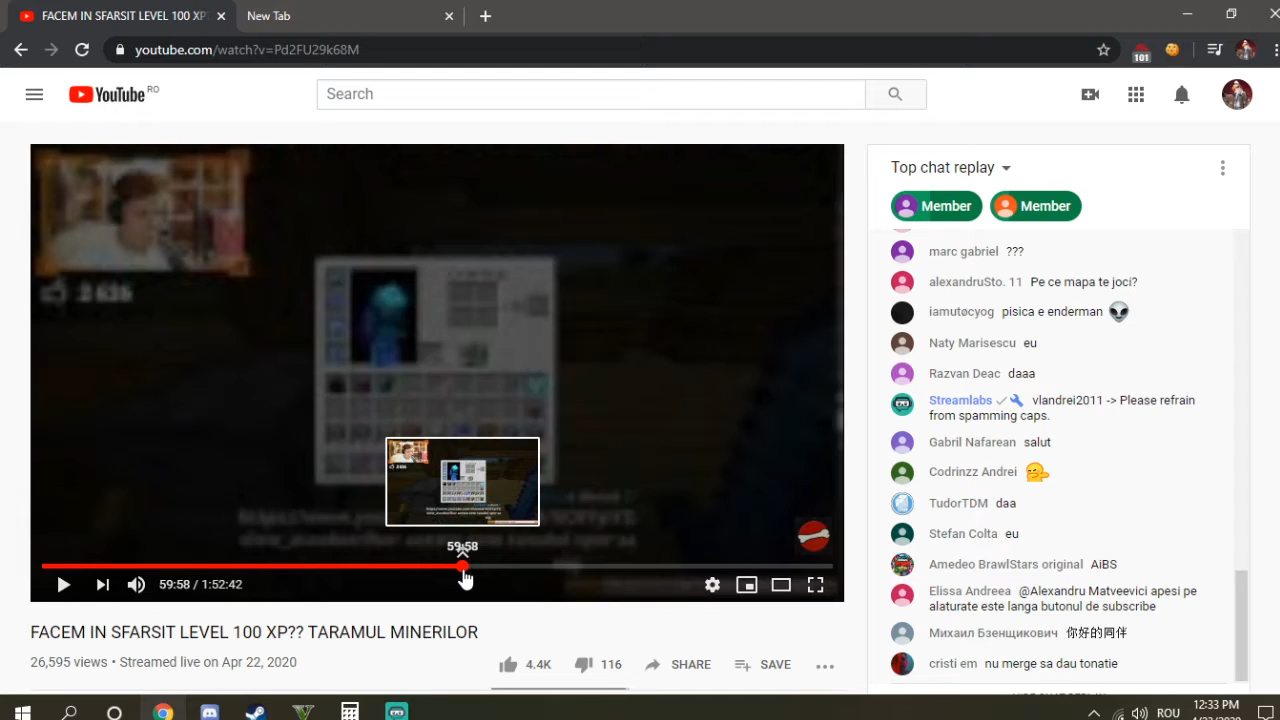 FACEM IN SFARSIT LEVEL 100 XP
New Tab
youtube.com/watch?v=Pd2FU29k68M
101
YouTube RO
Search
2 636
Top chat replay
Member
Member
marc gabriel ???
alexandruSto. 11 Pe ce mapa te joci?
iamutøcyog pisica e enderman
Naty Marisescu eu
Razvan Deac daaa
Streamlabs vlandrei2011 -> Please refrain
from spamming caps.
Gabril Nafarean salut
Codrinzz Andrei
TudorTDM daa
Stefan Colta eu
Amedeo BrawlStars original AiBS
Elissa Andreea @Alexandru Matveevici apesi pe
alaturate este langa butonul de subscribe
Михаил Бзенщикович 你好的同伴
cristi em nu merge sa dau tonatie
59:58
59:58 / 1:52:42
FACEM IN SFARSIT LEVEL 100 XP?? TARAMUL MINERILOR
26,595 views • Streamed live on Apr 22, 2020
4.4K
116
SHARE
SAVE
ROU
12:33 PM